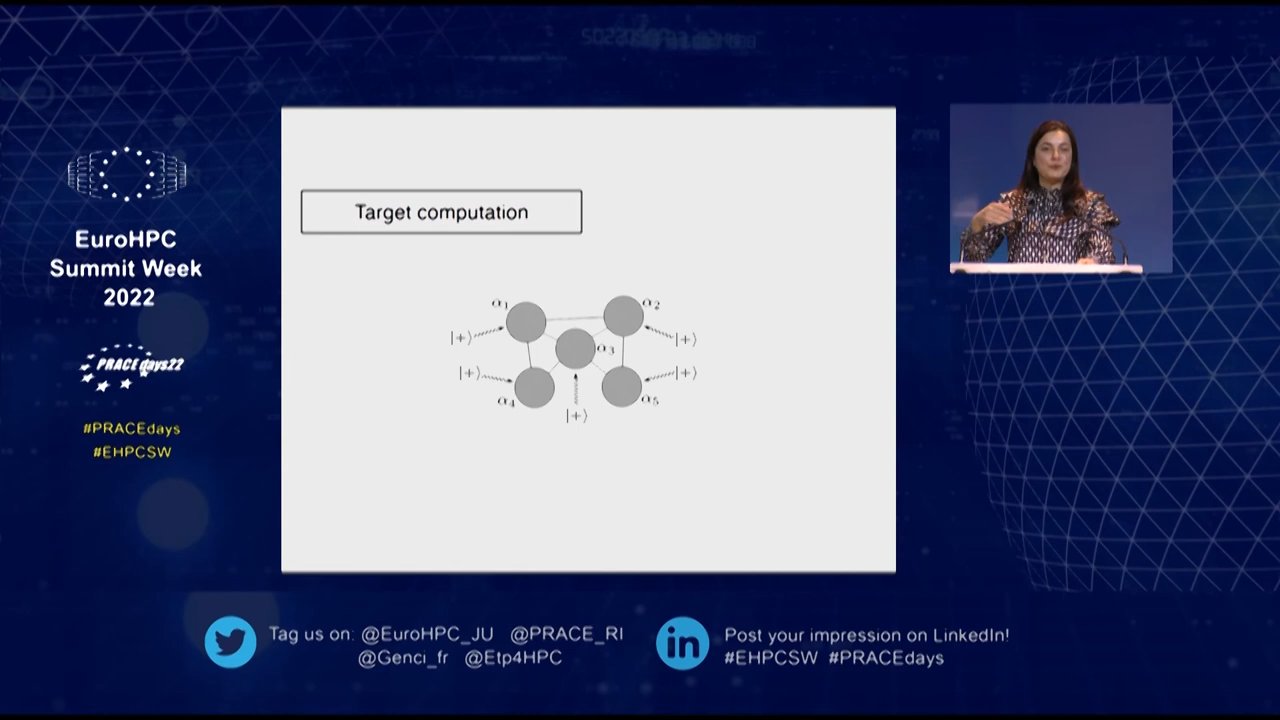 EuroHPC
Summit Week
2022
PRACEdays22
#PRACEdays
#EHPCSW
Target computation
α1
α2
|+⟩
α3
|+⟩
|+⟩
|+⟩
α4
|+⟩
α5
Tag us on: @EuroHPC_JU @PRACE_RI
@Genci_fr @Etp4HPC
in
Post your impression on LinkedIn!
#EHPCSW #PRACEdays